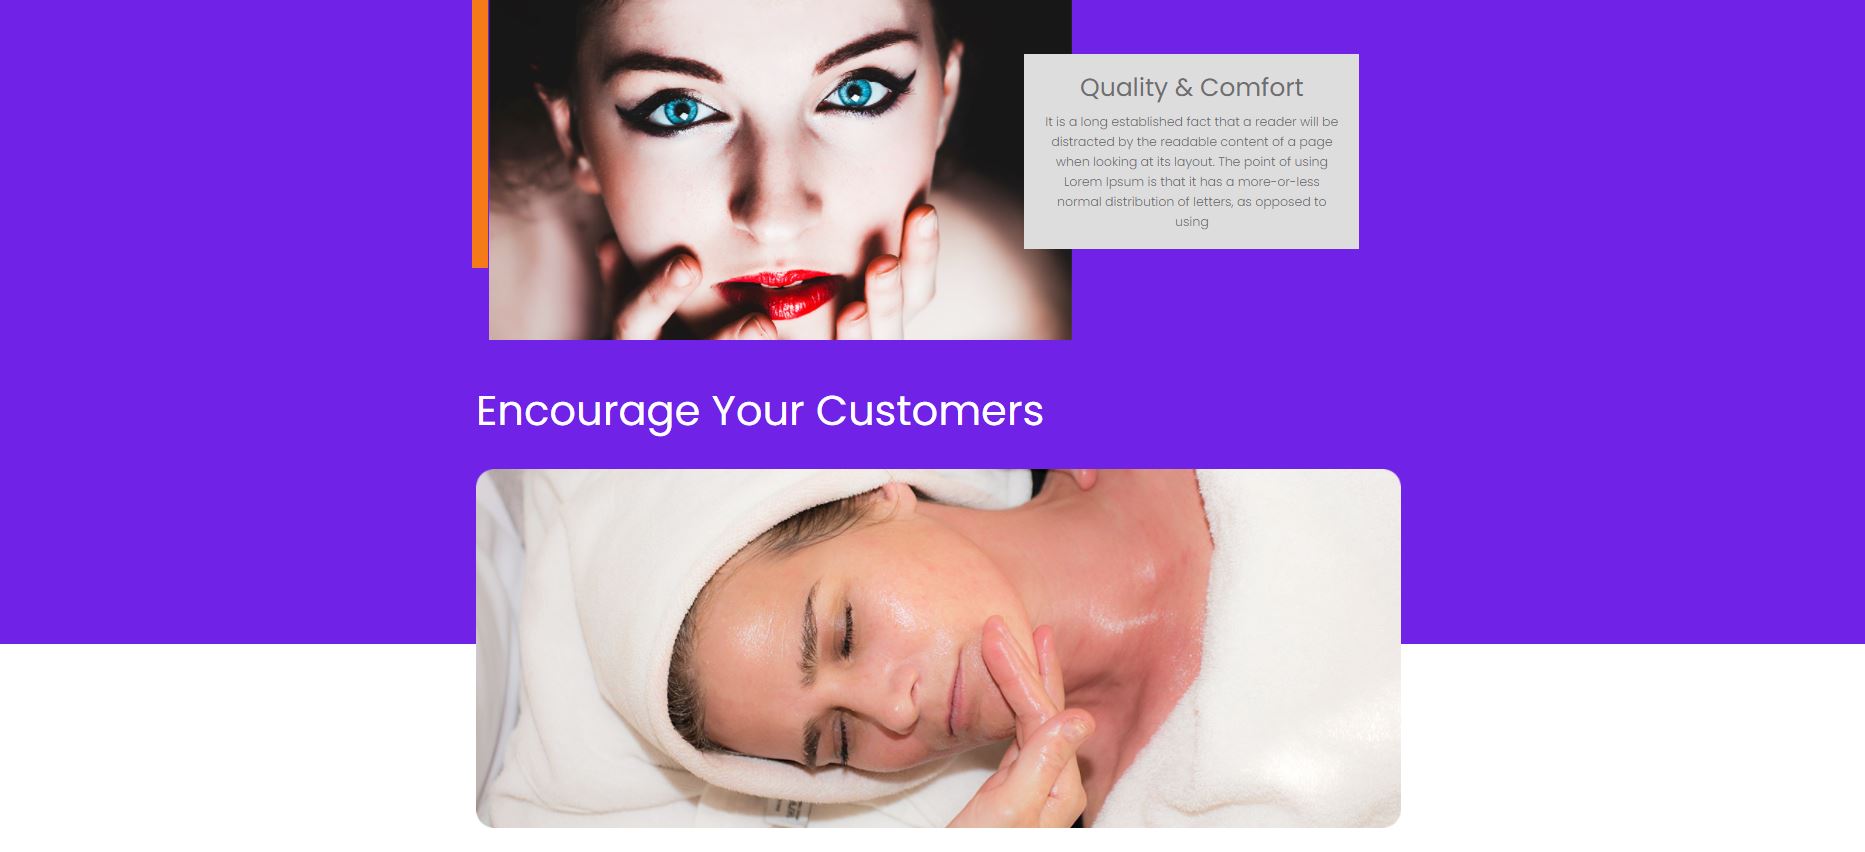 Quality & Comfort
It is a long established fact that a reader will be
distracted by the readable content of a page
when looking at its layout. The point of using
Lorem Ipsum is that it has a more-or-less
normal distribution of letters, as opposed to
using
Encourage Your Customers